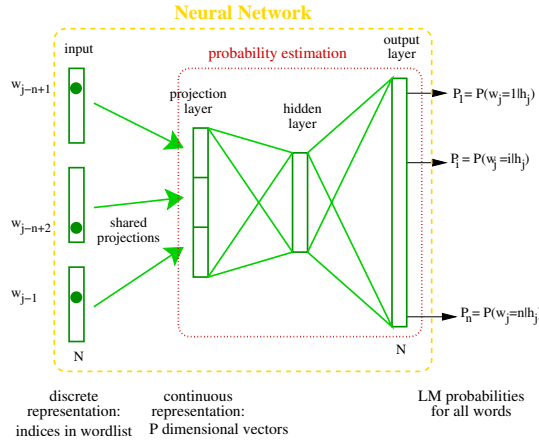 Neural Network
input
output
layer
probability estimation
projection
layer
hidden
layer
w_{j-n+1}
w_{j-n+2}
w_{j-1}
shared
projections
P_1 = P(w_j=1|h_j)
P_i = P(w_j=i|h_j)
P_n = P(w_j=n|h_j)
N
N
discrete
representation:
indices in wordlist
continuous
representation:
P dimensional vectors
LM probabilities
for all words